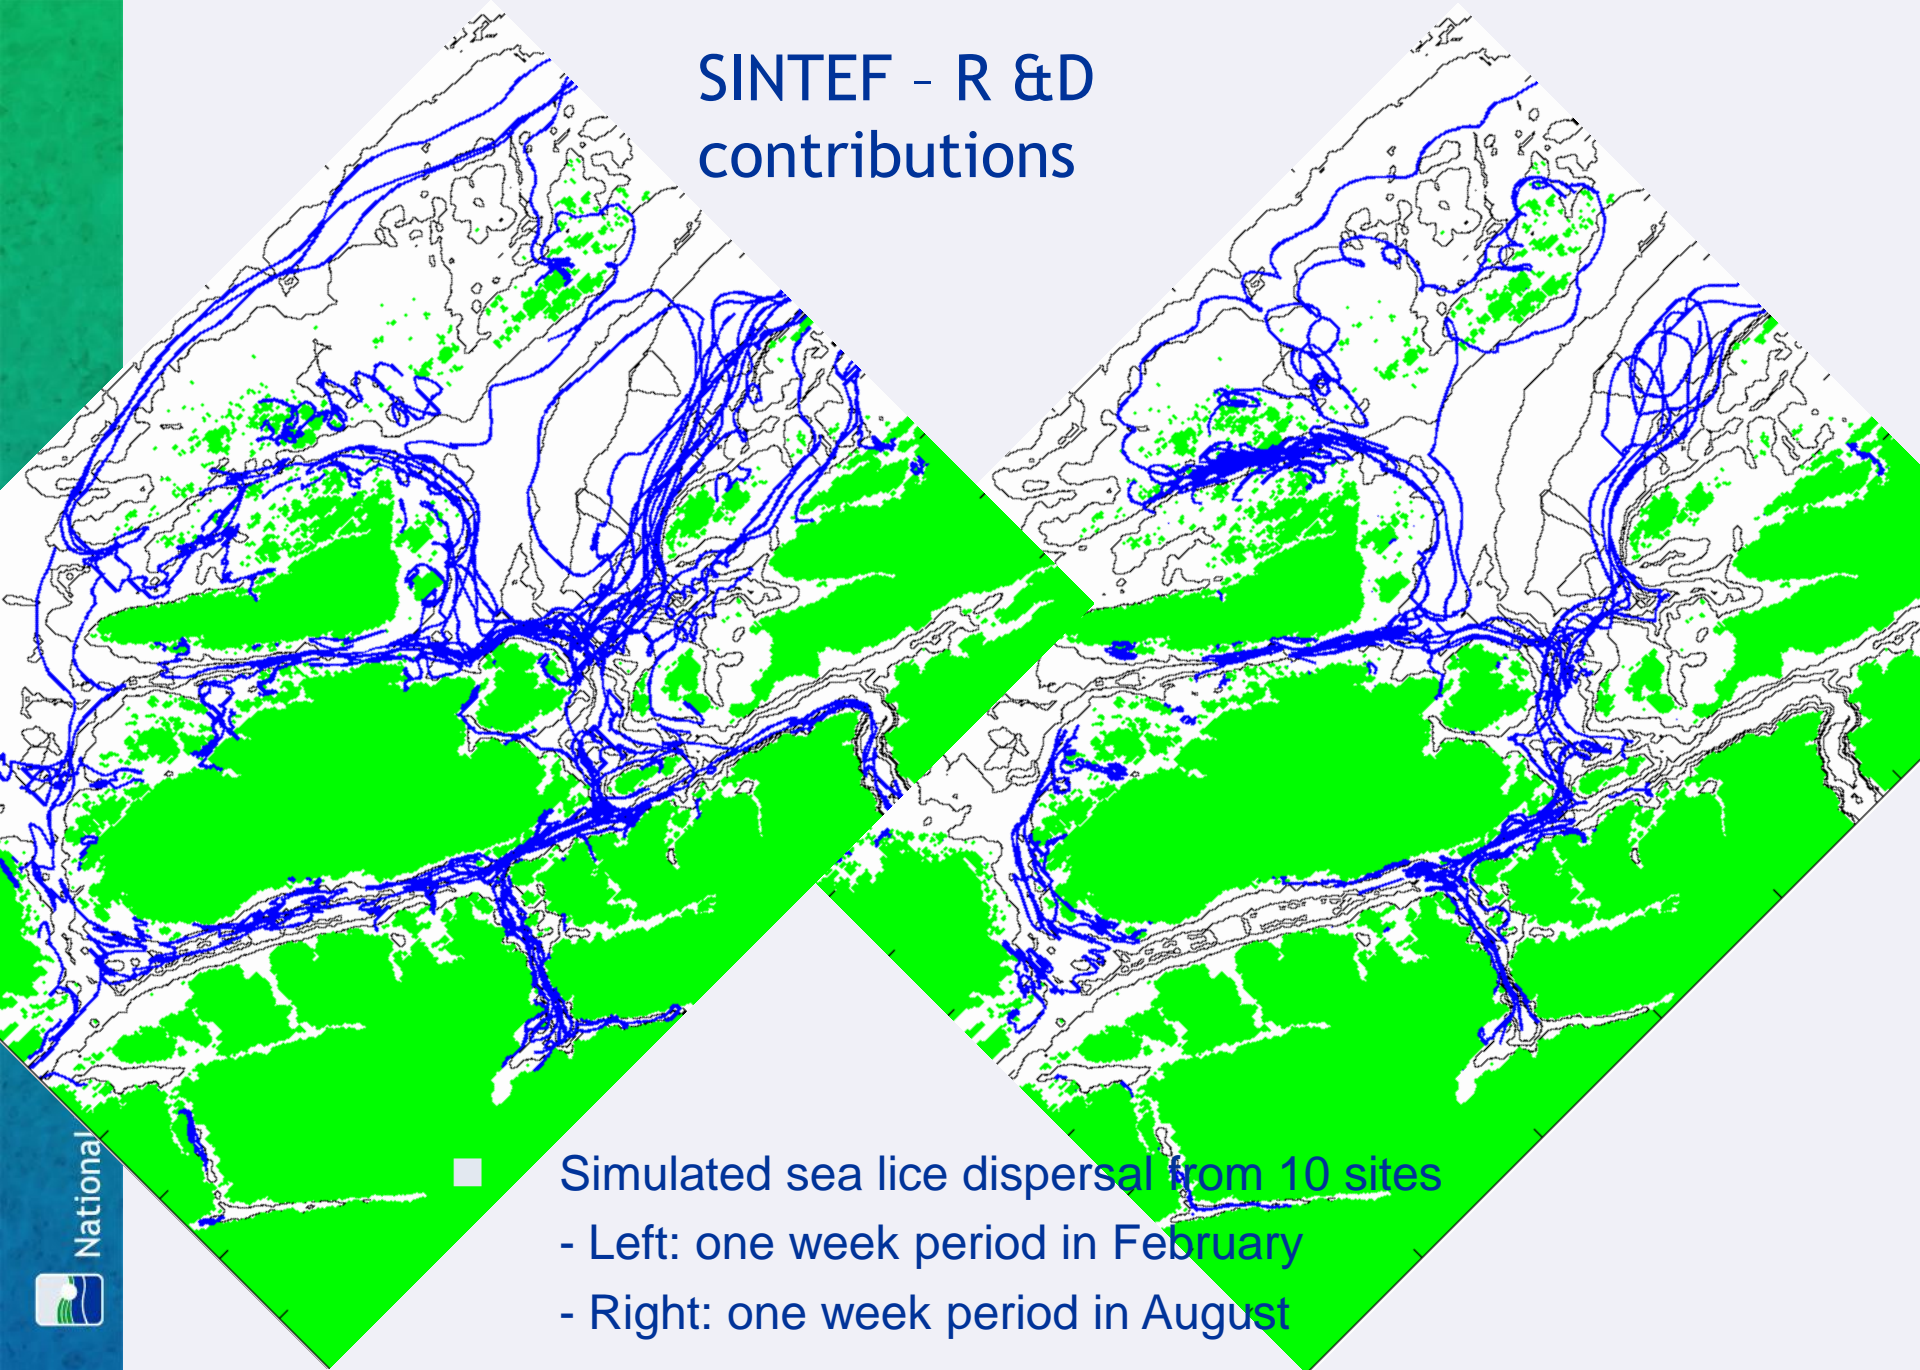 SINTEF – R &D
contributions
Simulated sea lice dispersal from 10 sites
- Left: one week period in February
- Right: one week period in August
National